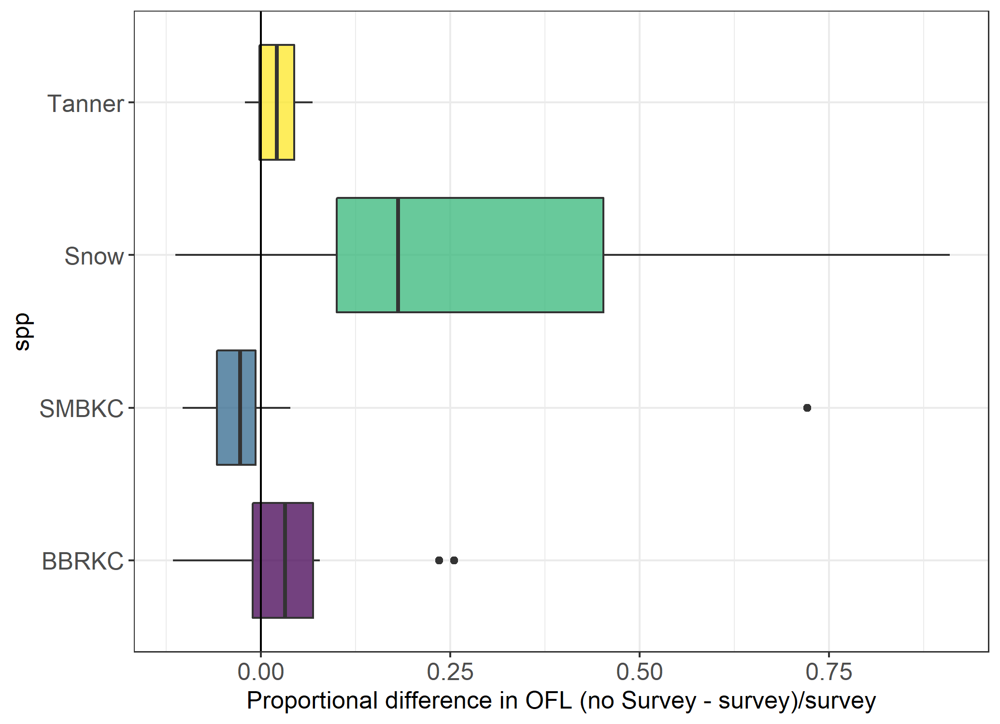 Tanner
Snow
SMBKC
BBRKC
spp
0.00 0.25 0.50 0.75
Proportional difference in OFL (no Survey - survey)/survey